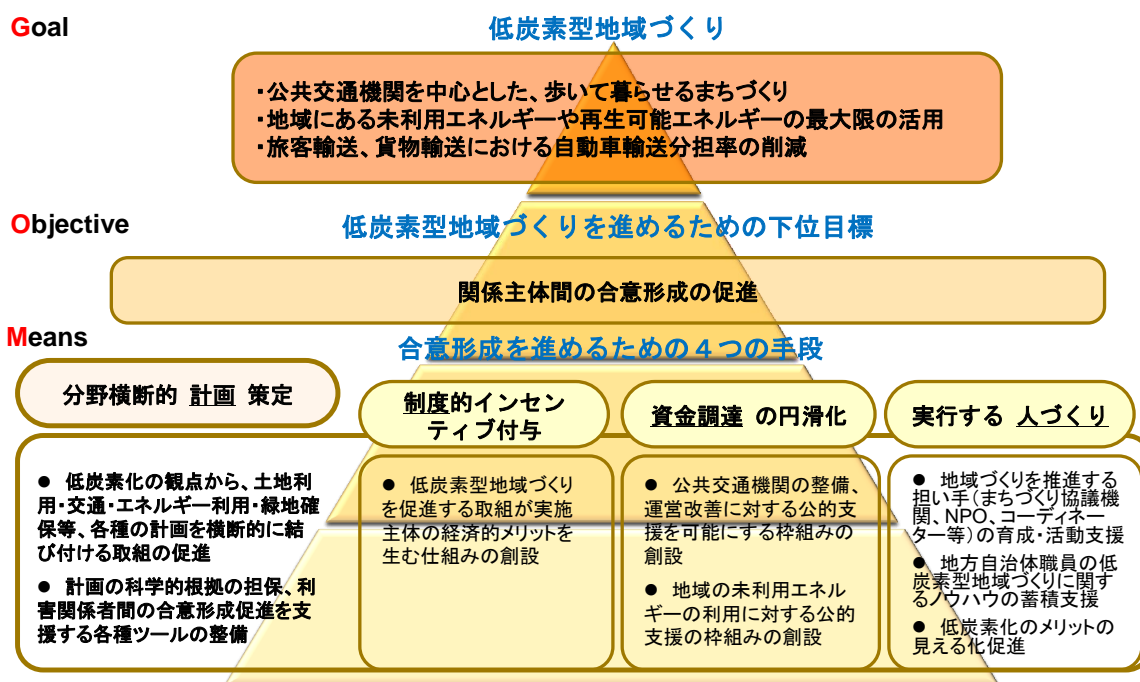 Goal
低炭素型地域づくり
・公共交通機関を中心とした、歩いて暮らせるまちづくり
・地域にある未利用エネルギーや再生可能エネルギーの最大限の活用
・旅客輸送、貨物輸送における自動車輸送分担率の削減
Objective
低炭素型地域づくりを進めるための下位目標
関係主体間の合意形成の促進
Means
合意形成を進めるための４つの手段
分野横断的 計画 策定
● 低炭素化の観点から、土地利
用・交通・エネルギー利用・緑地確
保等、各種の計画を横断的に結
び付ける取組の促進
● 計画の科学的根拠の担保、利
害関係者間の合意形成促進を支
援する各種ツールの整備
制度的インセン
ティブ付与
● 低炭素型地域づくり
を促進する取組が実施
主体の経済的メリットを
生む仕組みの創設
資金調達 の円滑化
● 公共交通機関の整備、
運営改善に対する公的支
援を可能にする枠組みの
創設
● 地域の未利用エネル
ギーの利用に対する公的
支援の枠組みの創設
実行する 人づくり
● 地域づくりを推進する
担い手(まちづくり協議機
関、NPO、コーディネー
ター等)の育成・活動支援
● 地方自治体職員の低
炭素型地域づくりに関す
るノウハウの蓄積支援
● 低炭素化のメリットの
見える化促進